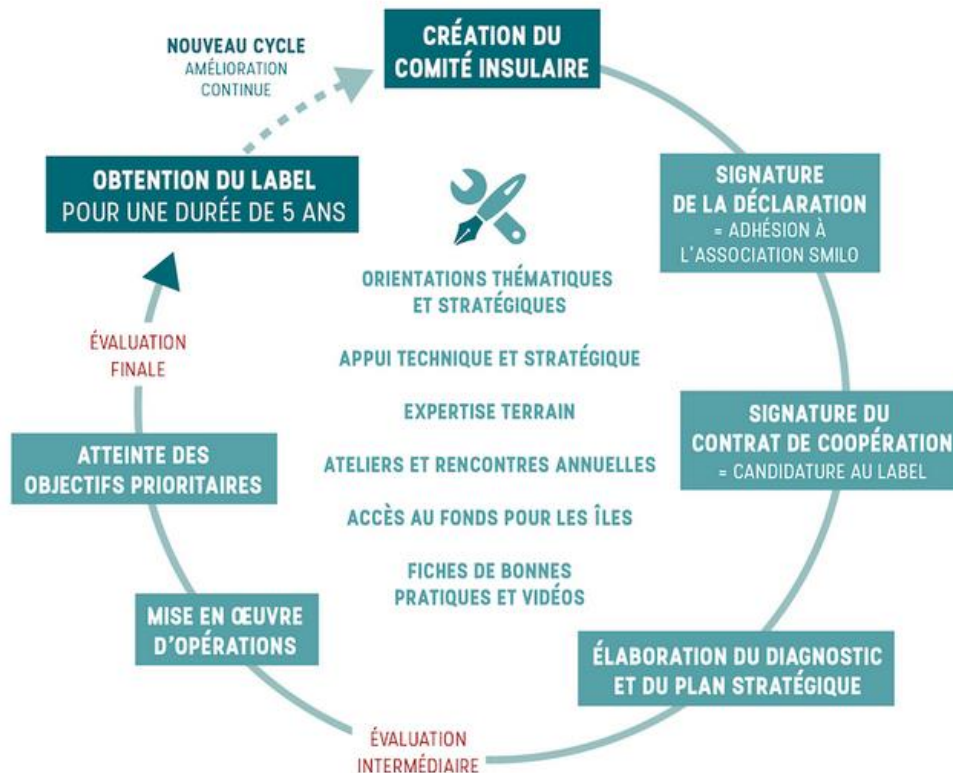 CRÉATION DU
COMITÉ INSULAIRE
SIGNATURE
DE LA DÉCLARATION
= ADHÉSION À
L'ASSOCIATION SMILO
SIGNATURE DU
CONTRAT DE COOPÉRATION
= CANDIDATURE AU LABEL
ÉLABORATION DU DIAGNOSTIC
ET DU PLAN STRATÉGIQUE
ÉVALUATION
INTERMÉDIAIRE
MISE EN ŒUVRE
D'OPÉRATIONS
ATTEINTE DES
OBJECTIFS PRIORITAIRES
ÉVALUATION
FINALE
OBTENTION DU LABEL
POUR UNE DURÉE DE 5 ANS
NOUVEAU CYCLE
AMÉLIORATION
CONTINUE
ORIENTATIONS THÉMATIQUES
ET STRATÉGIQUES
APPUI TECHNIQUE ET STRATÉGIQUE
EXPERTISE TERRAIN
ATELIERS ET RENCONTRES ANNUELLES
ACCÈS AU FONDS POUR LES ÎLES
FICHES DE BONNES
PRATIQUES ET VIDÉOS